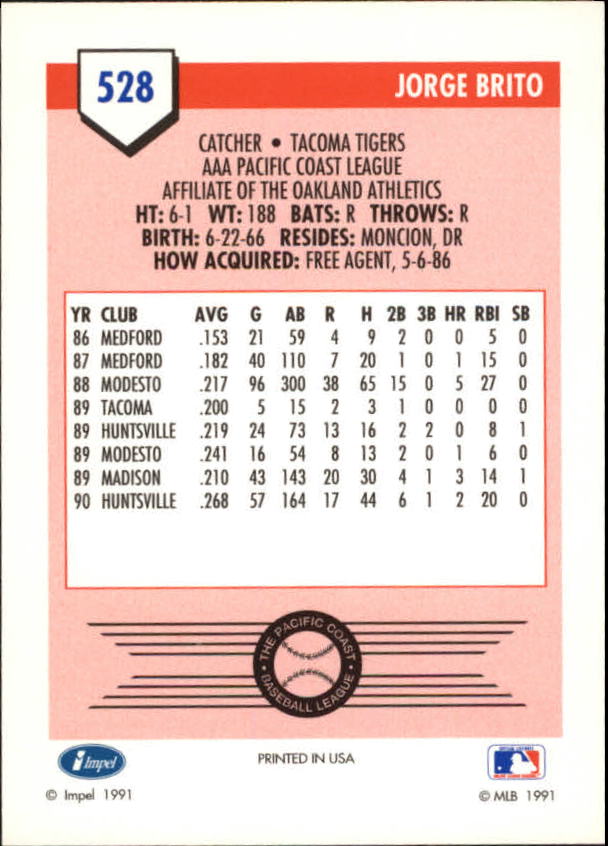 528
JORGE BRITO
CATCHER • TACOMA TIGERS
AAA PACIFIC COAST LEAGUE
AFFILIATE OF THE OAKLAND ATHLETICS
HT: 6-1 WT: 188 BATS: R THROWS: R
BIRTH: 6-22-66 RESIDES: MONCION, DR
HOW ACQUIRED: FREE AGENT, 5-6-86
YR CLUB AVG G AB R H 2B 3B HR RBI SB
86 MEDFORD .153 21 59 4 9 2 0 0 5 0
87 MEDFORD .182 40 110 7 20 1 0 1 15 0
88 MODESTO .217 96 300 38 65 15 0 5 27 0
89 TACOMA .200 5 15 2 3 1 0 0 0 0
89 HUNTSVILLE .219 24 73 13 16 2 2 0 8 1
89 MODESTO .241 16 54 8 13 2 0 1 6 0
89 MADISON .210 43 143 20 30 4 1 3 14 1
90 HUNTSVILLE .268 57 164 17 44 6 1 2 20 0
THE PACIFIC COAST
• BASEBALL LEAGUE •
Impel
PRINTED IN USA
© Impel 1991
© MLB 1991